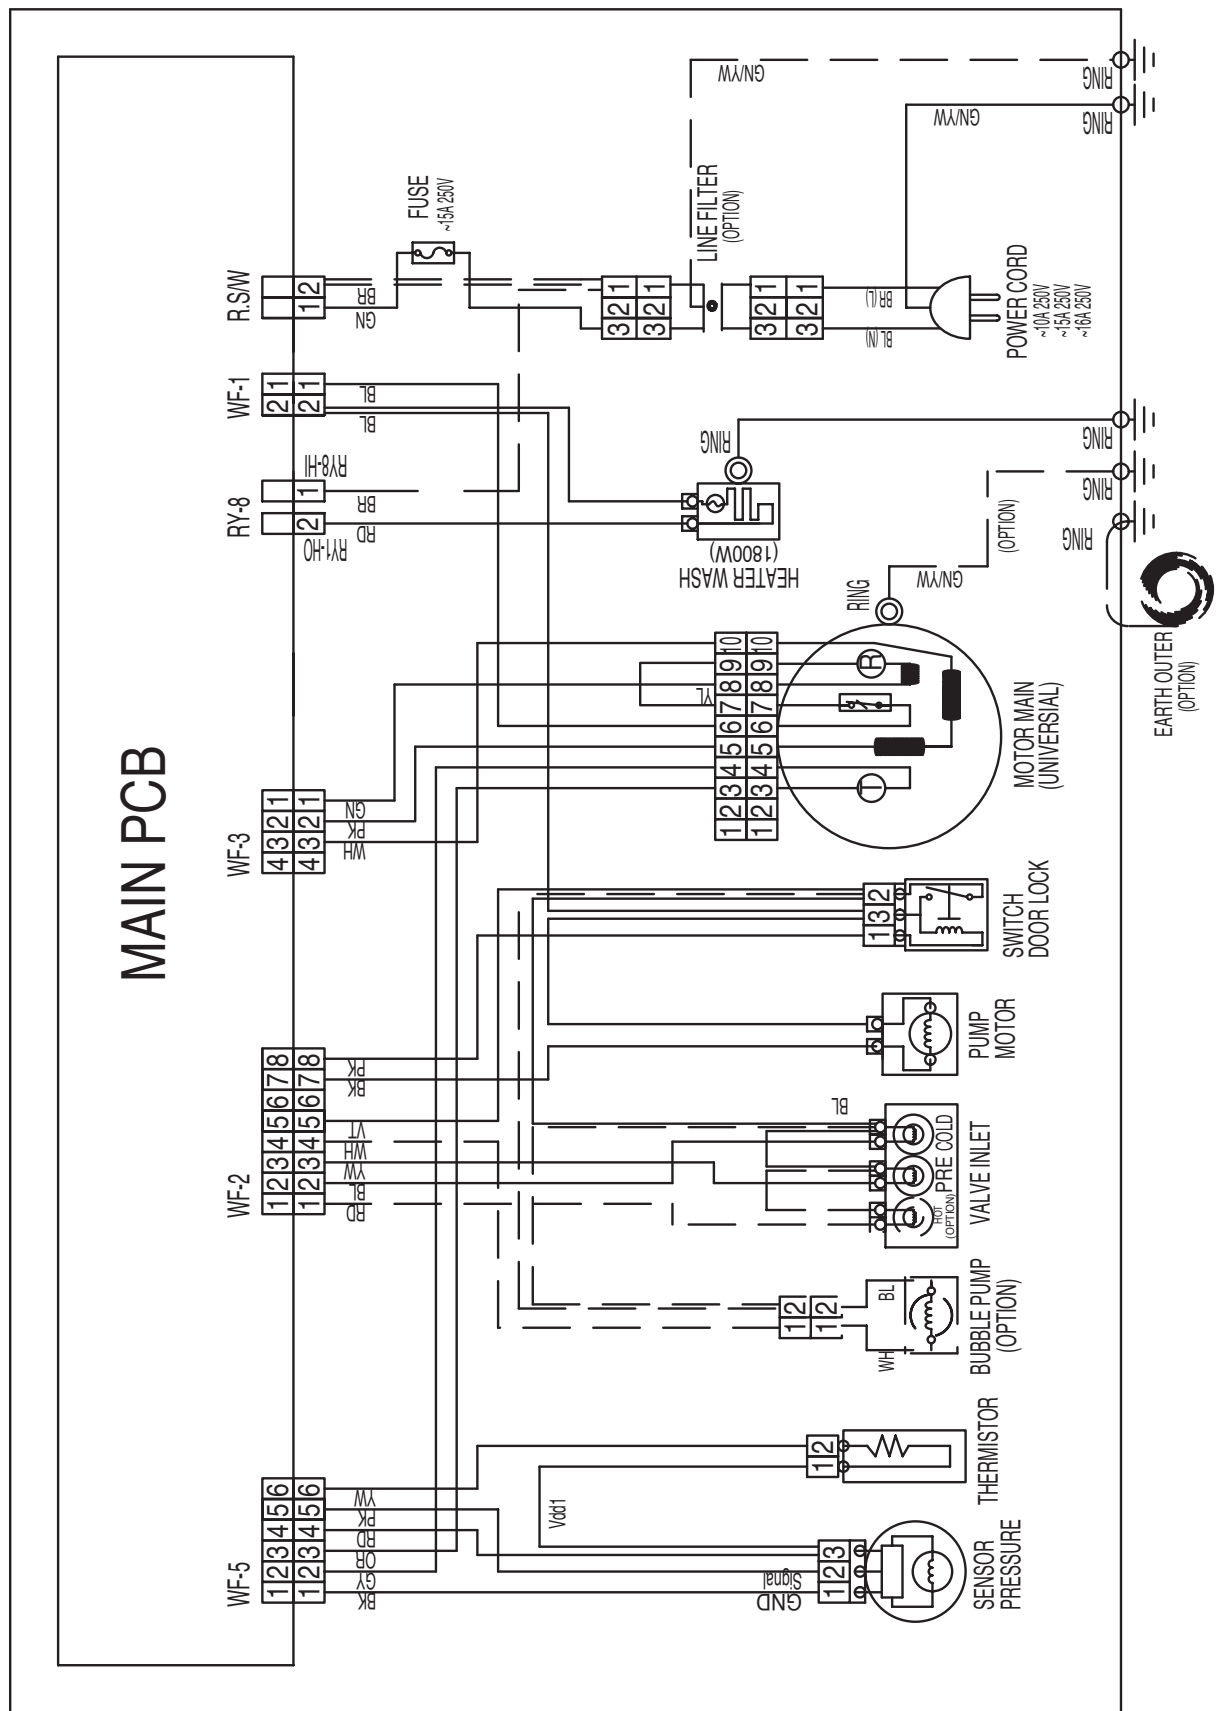 MAIN PCB
WF-5
1 2 3 4 5 6
1 2 3 4 5 6
BK
GY
OR
RD
PK
YW
WF-2
1 2 3 4 5 6 7 8
1 2 3 4 5 6 7 8
RD
BL
YW
WH
VT
BK
PK
WF-3
4 3 2 1
4 3 2 1
WH
PK
GN
RY-8
2 1
RY1-HO
RY8-HI
RD
BR
WF-1
2 1
2 1
BL
BL
R.S/W
1 2
GN
BR
FUSE
~15A 250V
GND
Signal
Vdd1
1 2 3
SENSOR
PRESSURE
1 2
THERMISTOR
1 2
1 2
WH
BL
BUBBLE PUMP
(OPTION)
BL
HOT
(OPTION)
PRE
COLD
VALVE INLET
PUMP
MOTOR
1 3 2
SWITCH
DOOR LOCK
YL
1 2 3 4 5 6 7 8 9 10
1 2 3 4 5 6 7 8 9 10
T
R
MOTOR MAIN
(UNIVERSIAL)
RING
GN/YW
(OPTION)
HEATER WASH
(1800W)
RING
3 2 1
3 2 1
LINE FILTER
(OPTION)
3 2 1
3 2 1
BL (N)
BR (L)
POWER CORD
~10A 250V
~15A 250V
~16A 250V
GN/YW
GN/YW
EARTH OUTER
(OPTION)
RING
RING
RING
RING
RING